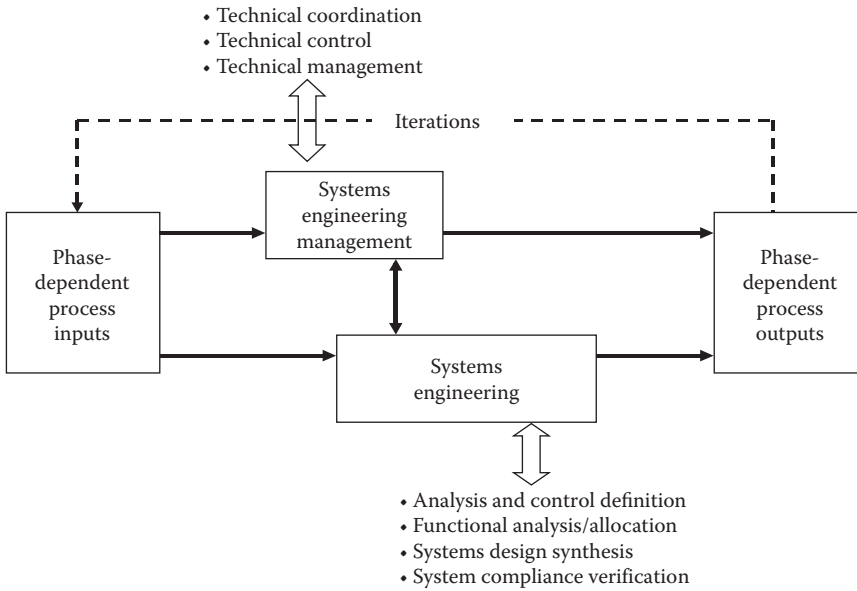 • Technical coordination
• Technical control
• Technical management
Iterations
Systems
engineering
management
Phase-
dependent
process
inputs
Phase-
dependent
process
outputs
Systems
engineering
• Analysis and control definition
• Functional analysis/allocation
• Systems design synthesis
• System compliance verification